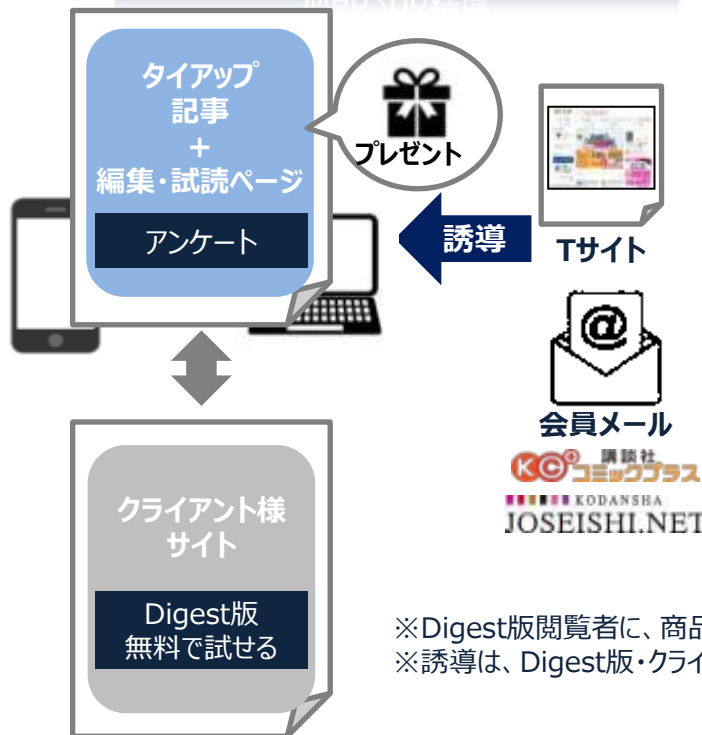 タイアップ
記事
+
編集・試読ページ
アンケート
プレゼント
誘導
Tサイト
@
会員メール
KC+ 講談社
コミックプラス
KODANSHA
JOSEISHI.NET
クライアント様
サイト
Digest版
無料で試せる
※Digest版閲覧者に、商品
※誘導は、Digest版・クライ